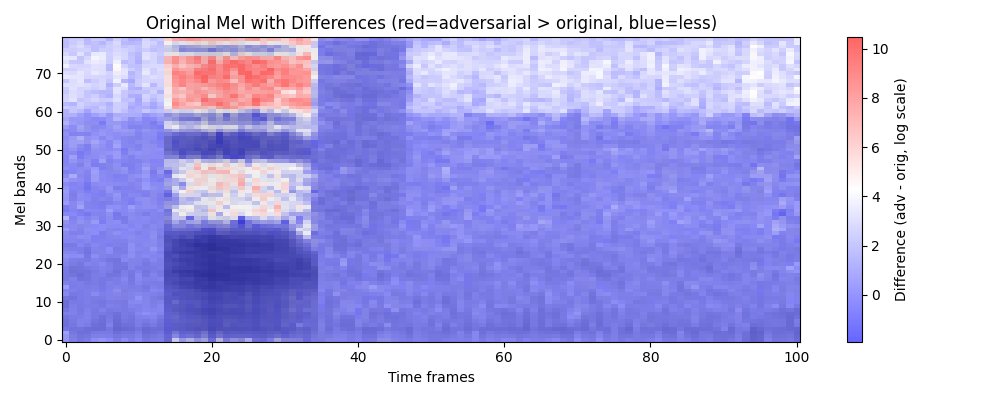 Original Mel with Differences (red=adversarial > original, blue=less)
Mel bands
70
60
50
40
30
20
10
0
0 20 40 60 80 100
Time frames
10
8
6
4
2
0
Difference (adv - orig, log scale)